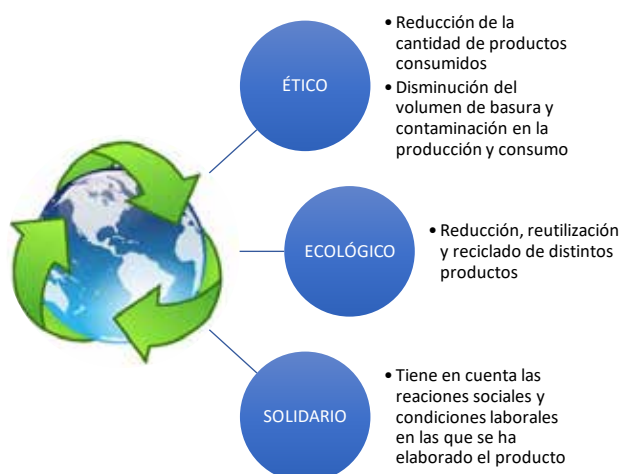 ÉTICO
• Reducción de la
cantidad de productos
consumidos
• Disminución del
volumen de basura y
contaminación en la
producción y consumo
ECOLÓGICO
• Reducción, reutilización
y reciclado de distintos
productos
SOLIDARIO
• Tiene en cuenta las
reaciones sociales y
condiciones laborales
en las que se ha
elaborado el producto